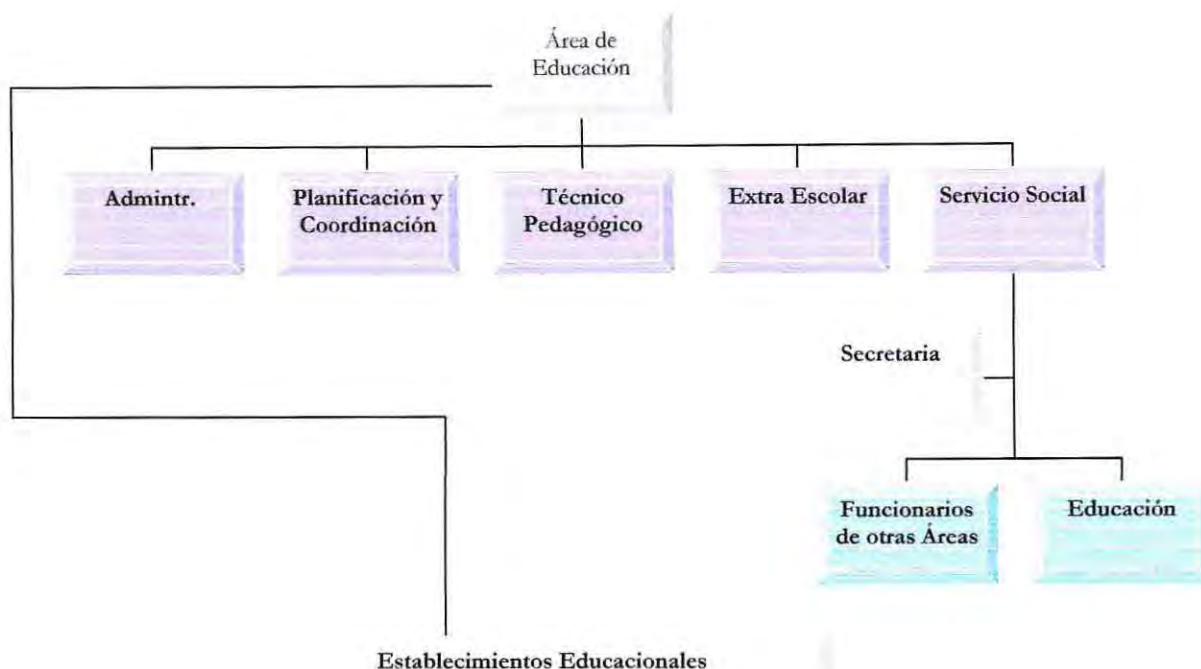 Área de
Educación
Admintr.
Planificación y
Coordinación
Técnico
Pedagógico
Extra Escolar
Servicio Social
Secretaria
Funcionarios
de otras Áreas
Educación
Establecimientos Educacionales